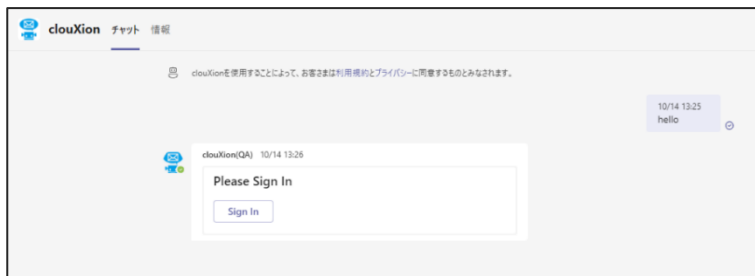 clouXion チャット 情報
clouXionを使用することによって、お客さまは利用規約とプライバシーに同意するものとみなされます。
10/14 13:25
hello
clouXion(QA) 10/14 13:26
Please Sign In
Sign In